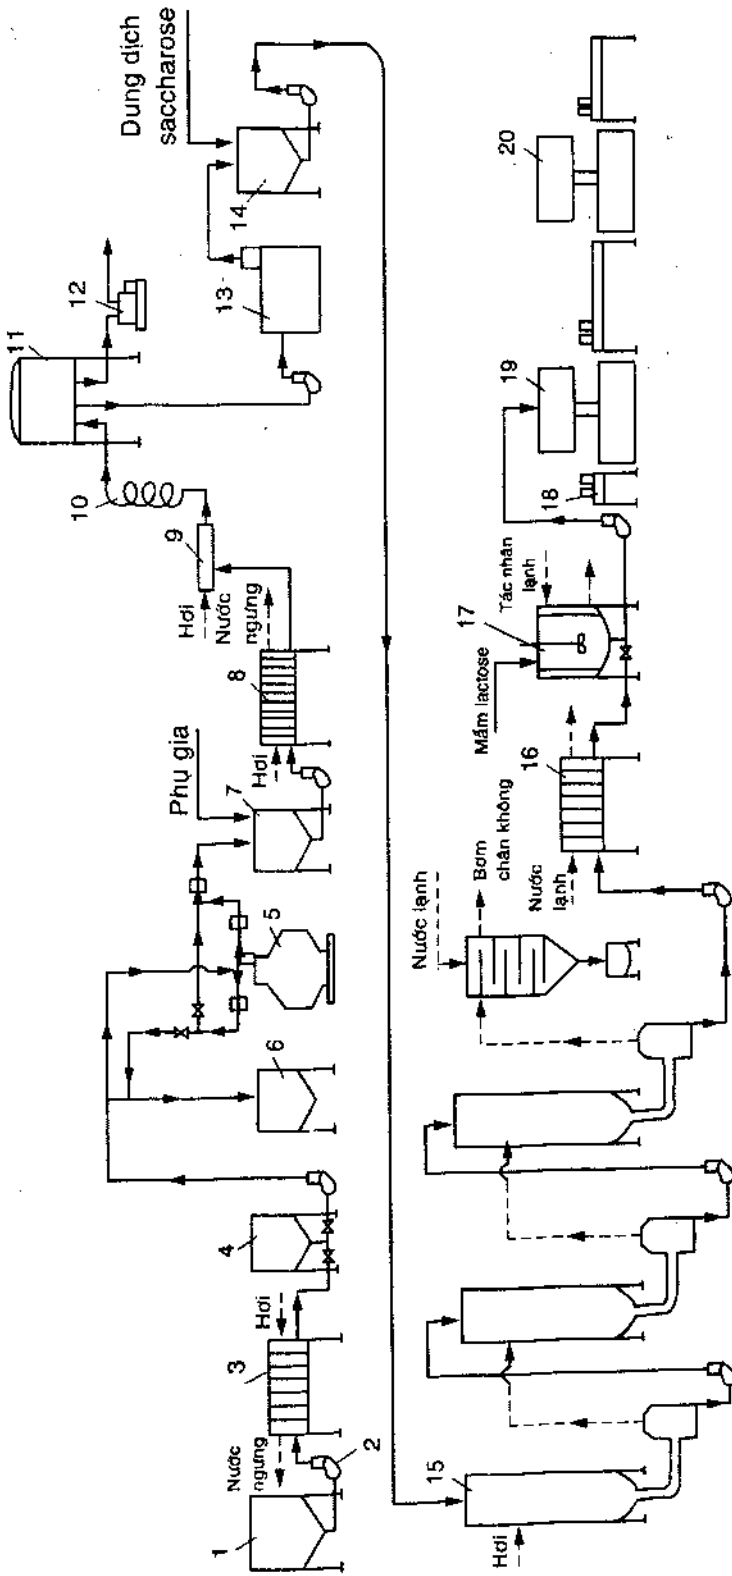 1
Nước
ngưng
2
3
Hơi
4
6
5
Phụ gia
7
Hơi
8
Nước
ngưng
Hơi
9
10
11
12
13
14
Dung dịch
saccharose
Hơi
15
Nước lạnh
Bơm
chân không
Nước
lạnh
16
Mầm lactose
17
Tác nhân
lạnh
18
19
20